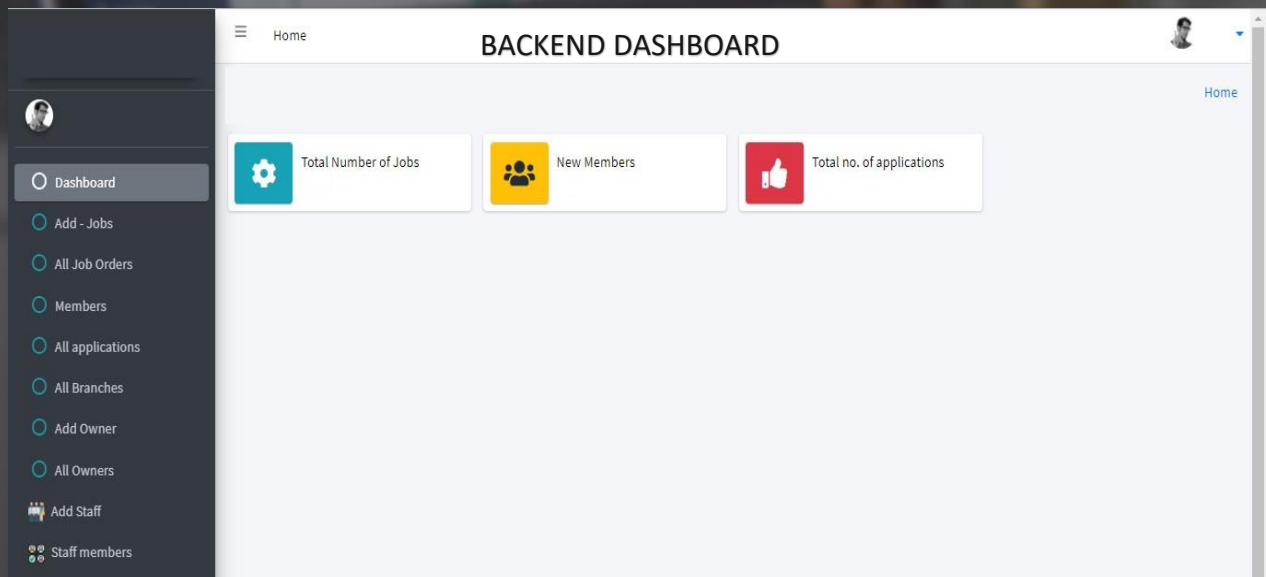 Home
BACKEND DASHBOARD
Home
Total Number of Jobs
New Members
Total no. of applications
Dashboard
Add - Jobs
All Job Orders
Members
All applications
All Branches
Add Owner
All Owners
Add Staff
Staff members